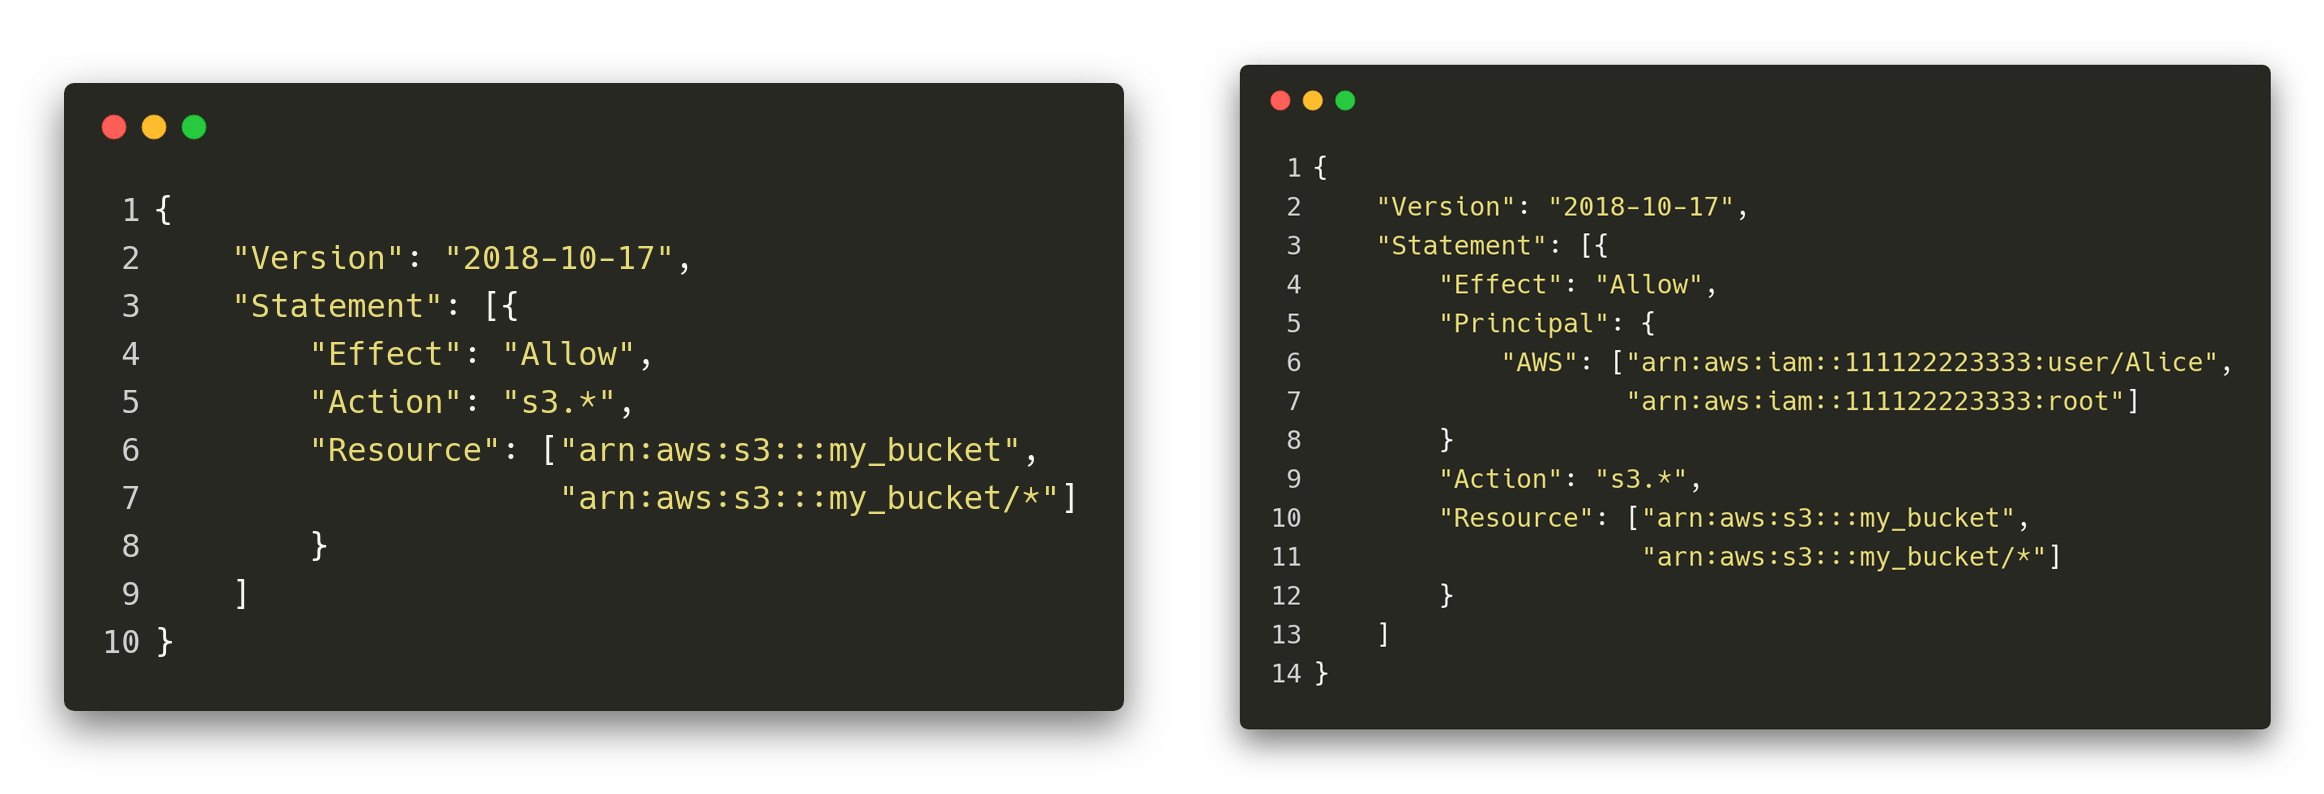 1 {
2     "Version": "2018-10-17",
3     "Statement": [{
4         "Effect": "Allow",
5         "Action": "s3.*",
6         "Resource": ["arn:aws:s3:::my_bucket",
7                      "arn:aws:s3:::my_bucket/*"]
8         }
9     ]
10 }
1 {
2     "Version": "2018-10-17",
3     "Statement": [{
4         "Effect": "Allow",
5         "Principal": {
6             "AWS": ["arn:aws:iam::111122223333:user/Alice",
7                     "arn:aws:iam::111122223333:root"]
8         }
9         "Action": "s3.*",
10         "Resource": ["arn:aws:s3:::my_bucket",
11                      "arn:aws:s3:::my_bucket/*"]
12         }
13     ]
14 }